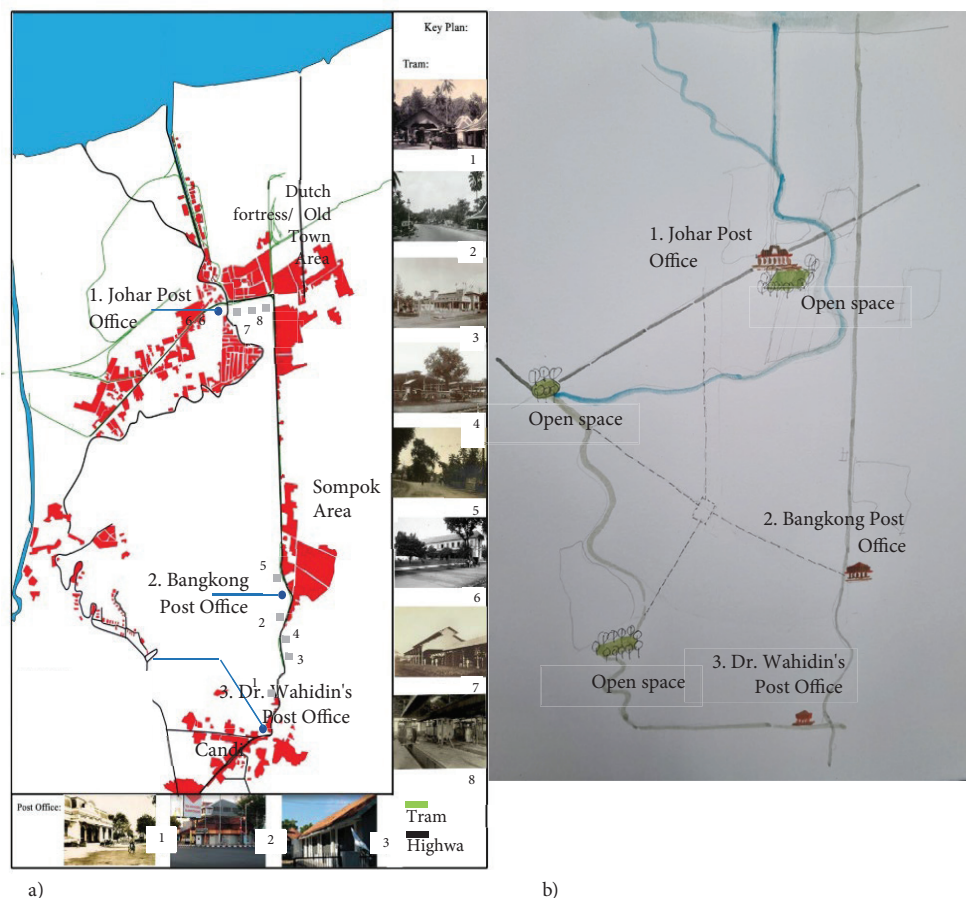 Key Plan:
Tram:
1
2
3
4
5
6
7
8
Dutch
fortress/ Old
Town
Area
1. Johar Post
Office
6 6
7
8
Sompok
Area
5
2. Bangkong
Post Office
2
4
3
1
3. Dr. Wahidin's
Post Office
Candi
Post Office:
1
2
3
Tram
Highwa
a)
1. Johar Post
Office
Open space
Open space
2. Bangkong Post
Office
3. Dr. Wahidin's
Post Office
Open space
b)